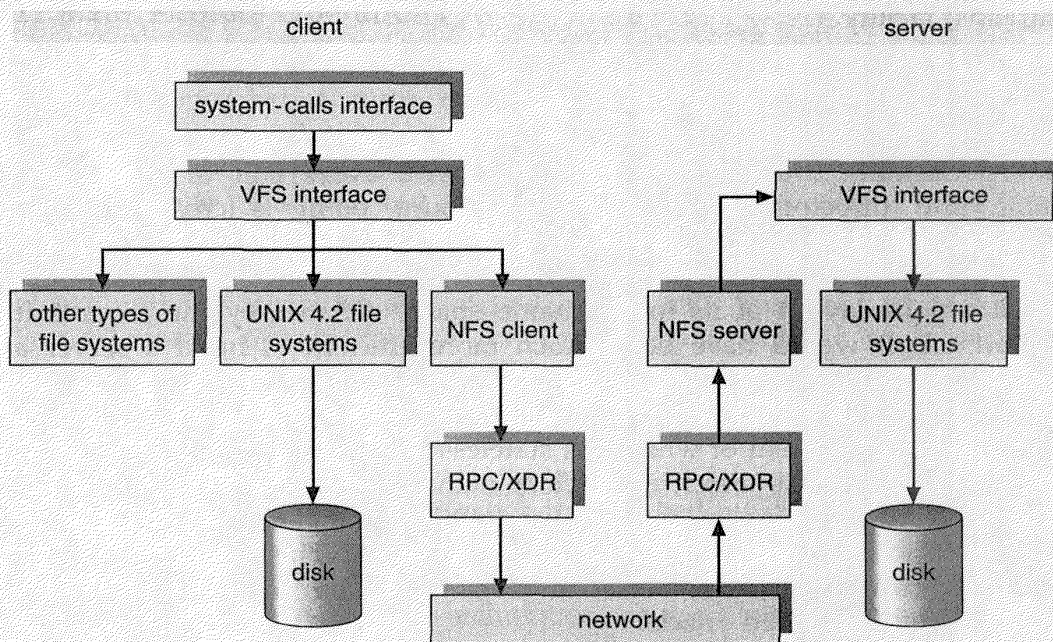 client
server
system-calls interface
VFS interface
VFS interface
other types of
file systems
UNIX 4.2 file
systems
NFS client
NFS server
UNIX 4.2 file
systems
RPC/XDR
RPC/XDR
disk
disk
network